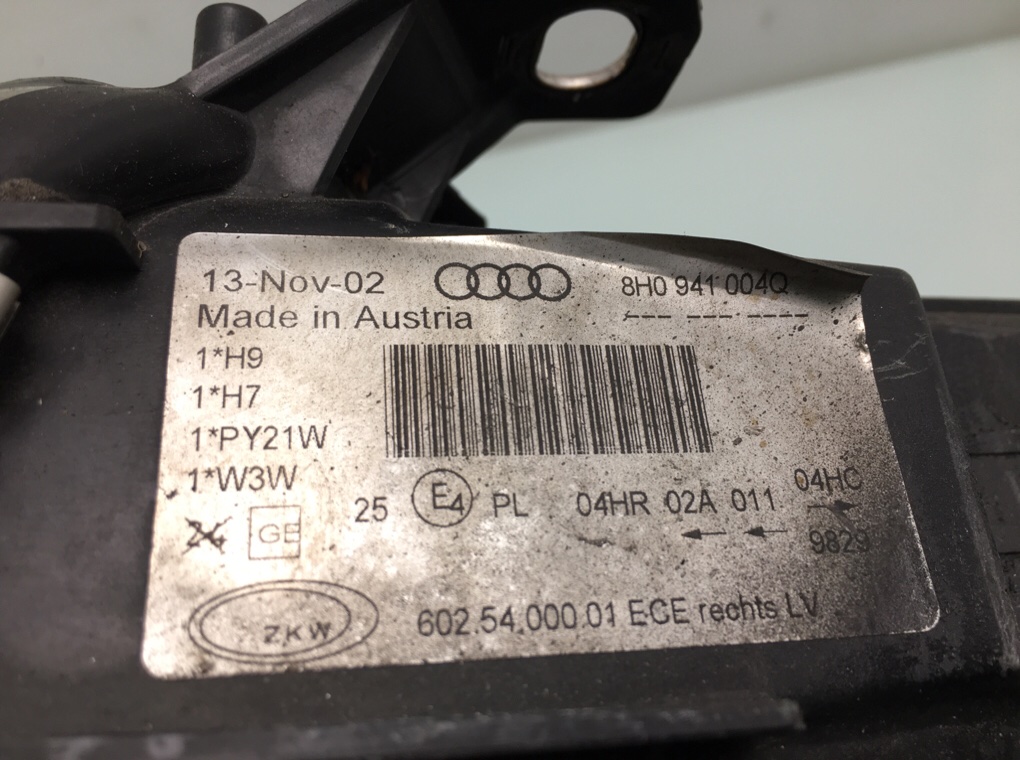 13-Nov-02
8H0 941 004Q
--- --- ----
Made in Austria
1*H9
1*H7
1*PY21W
1*W3W
25 E4 PL 04HR 02A 011 04HC
GE
9829
ZKW
602.54.000.01 ECE rechts LV